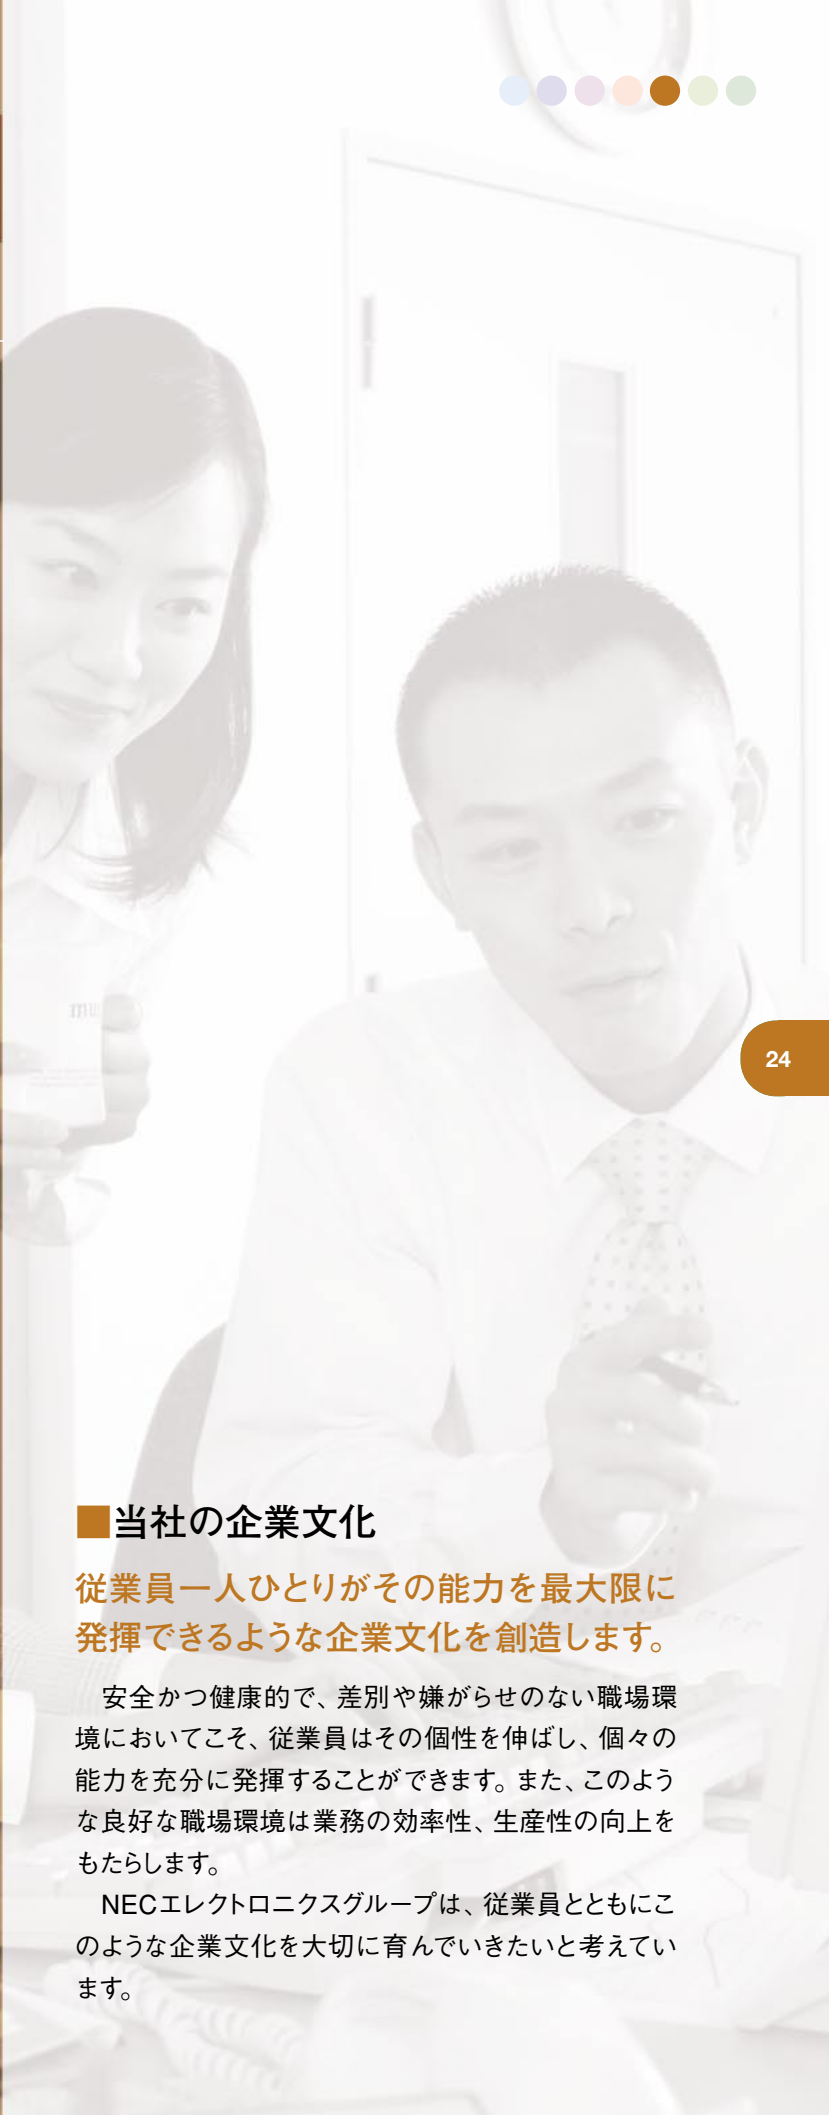 24
■当社の企業文化
従業員一人ひとりがその能力を最大限に
発揮できるような企業文化を創造します。
　安全かつ健康的で、差別や嫌がらせのない職場環
境においてこそ、従業員はその個性を伸ばし、個々の
能力を充分に発揮することができます。また、このよう
な良好な職場環境は業務の効率性、生産性の向上を
もたらします。
　NECエレクトロニクスグループは、従業員とともにこ
のような企業文化を大切に育んでいきたいと考えてい
ます。